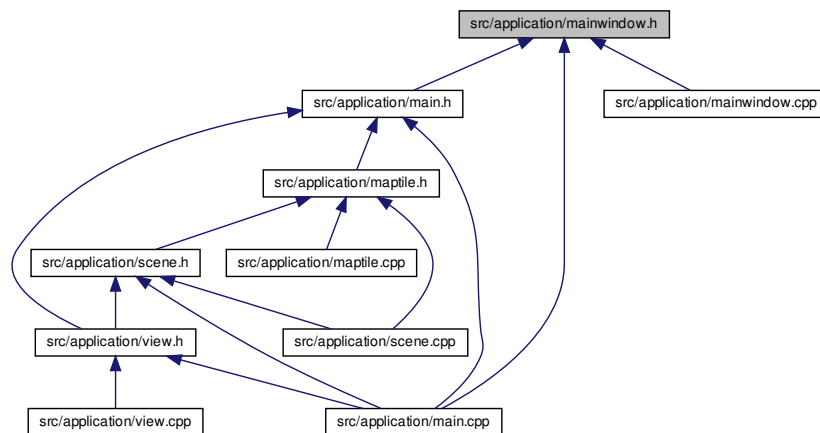 src/application/mainwindow.h
src/application/main.h
src/application/mainwindow.cpp
src/application/maptile.h
src/application/scene.h
src/application/maptile.cpp
src/application/view.h
src/application/scene.cpp
src/application/view.cpp
src/application/main.cpp